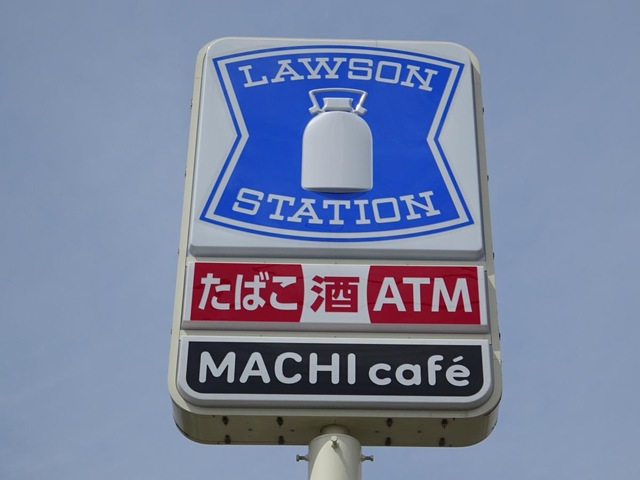 LAWSON
STATION
たばこ 酒 ATM
MACHI café